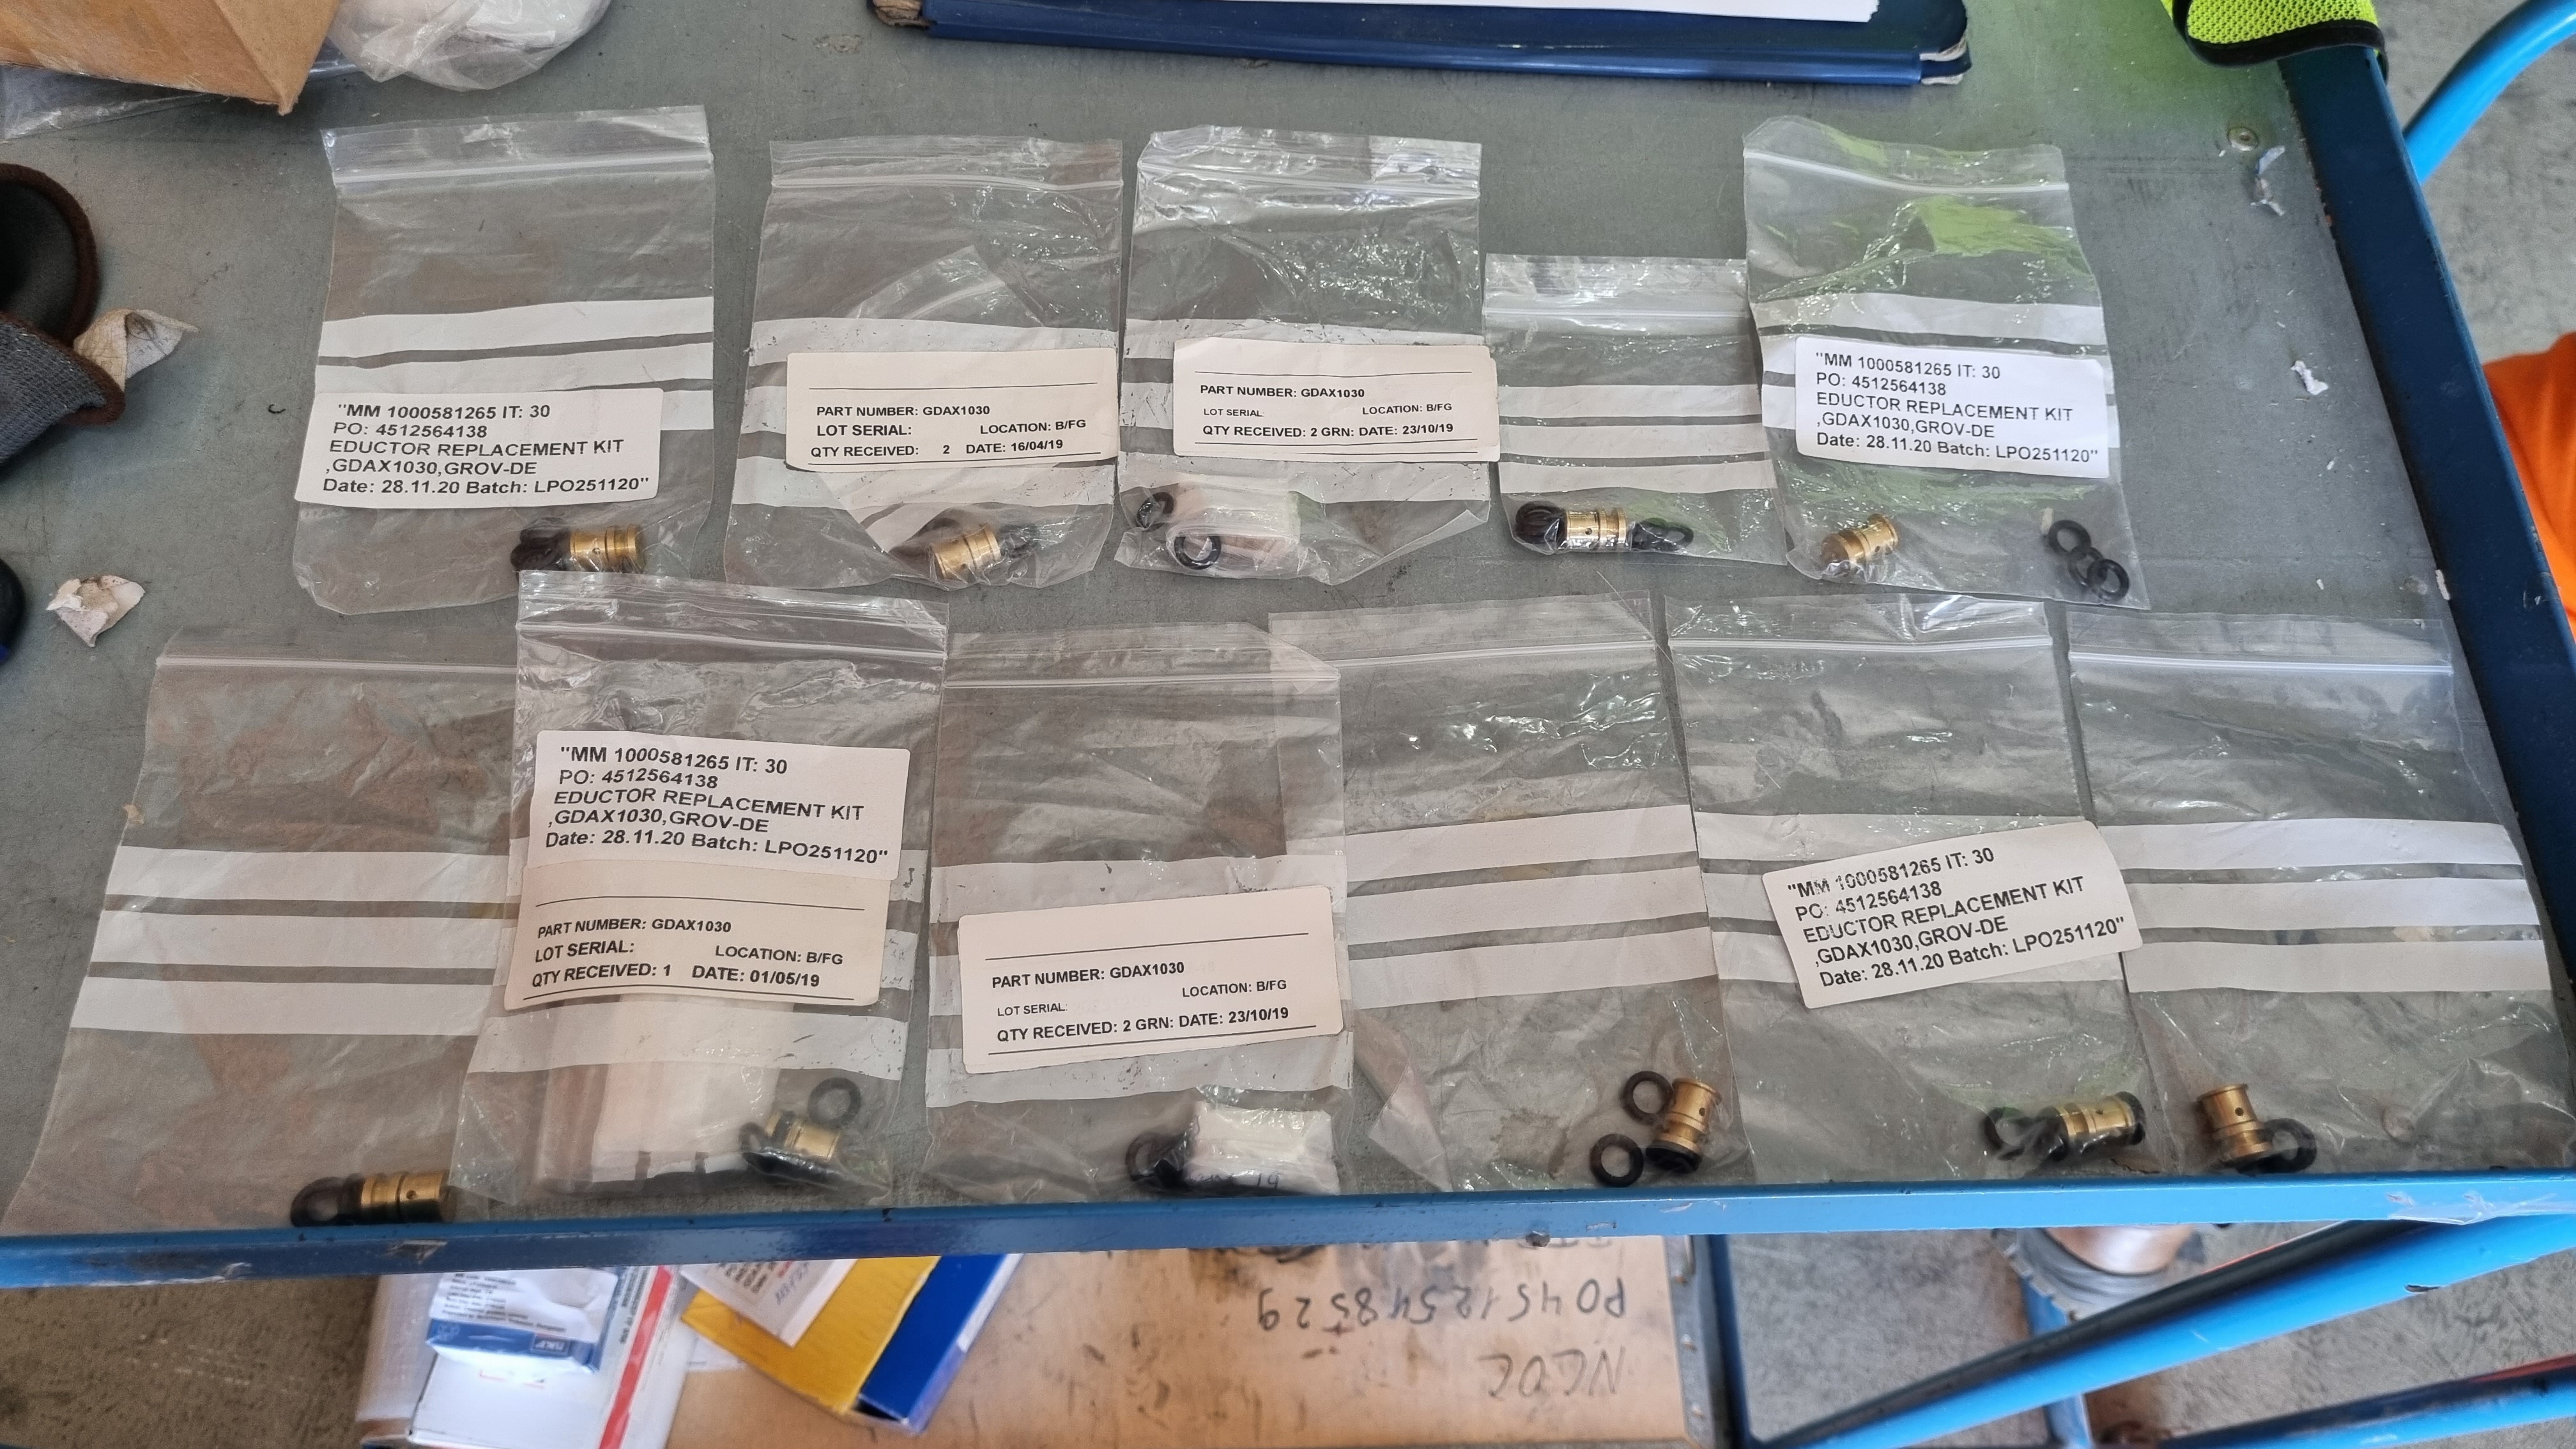 "MM 1000581265 IT: 30
PO: 4512564138
EDUCTOR REPLACEMENT KIT
,GDAX1030,GROV-DE
Date: 28.11.20 Batch: LPO251120"
PART NUMBER: GDAX1030
LOT SERIAL: LOCATION: B/FG
QTY RECEIVED: 2 DATE: 16/04/19
PART NUMBER: GDAX1030
LOT SERIAL: LOCATION: B/FG
QTY RECEIVED: 2 GRN: DATE: 23/10/19
"MM 1000581265 IT: 30
PO: 4512564138
EDUCTOR REPLACEMENT KIT
,GDAX1030,GROV-DE
Date: 28.11.20 Batch: LPO251120"
"MM 1000581265 IT: 30
PO: 4512564138
EDUCTOR REPLACEMENT KIT
,GDAX1030,GROV-DE
Date: 28.11.20 Batch: LPO251120"
PART NUMBER: GDAX1030
LOT SERIAL: LOCATION: B/FG
QTY RECEIVED: 1 DATE: 01/05/19
PART NUMBER: GDAX1030
LOT SERIAL: LOCATION: B/FG
QTY RECEIVED: 2 GRN: DATE: 23/10/19
"MM 1000581265 IT: 30
PO: 4512564138
EDUCTOR REPLACEMENT KIT
,GDAX1030,GROV-DE
Date: 28.11.20 Batch: LPO251120"
19
NCOC
PO4512548529
SKF